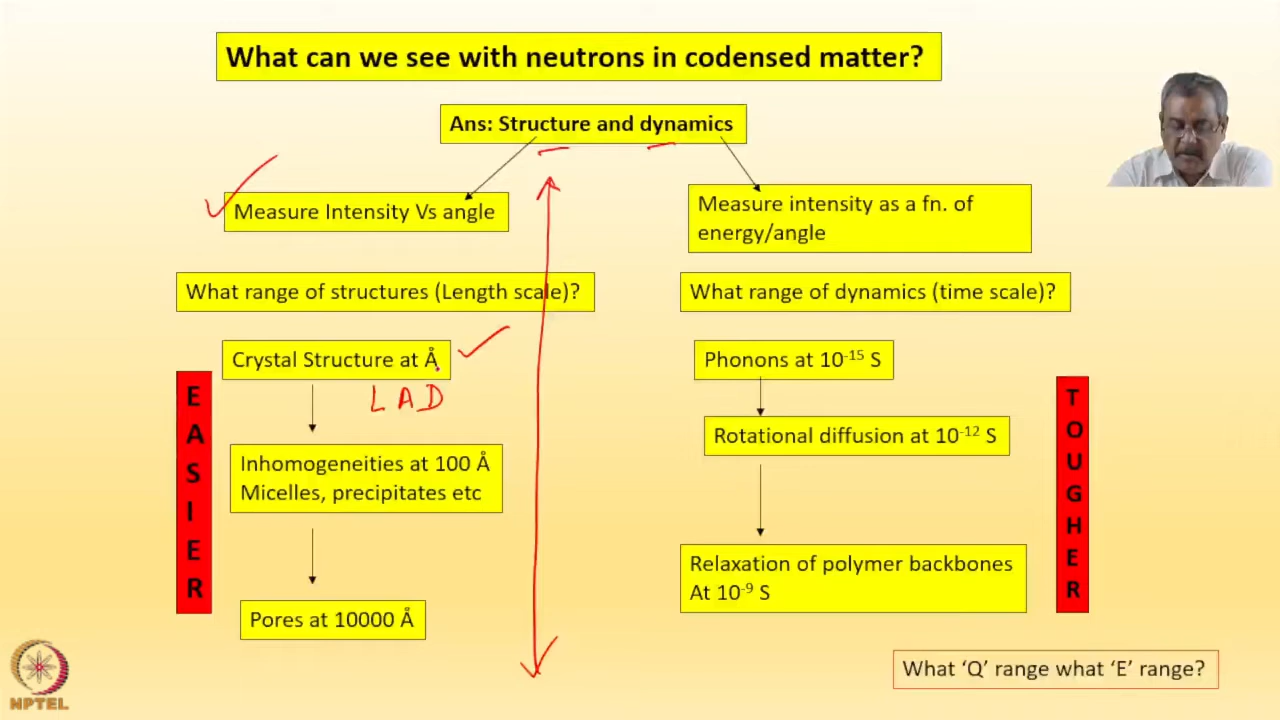 What can we see with neutrons in codensed matter?
Ans: Structure and dynamics
Measure Intensity Vs angle
What range of structures (Length scale)?
Crystal Structure at Å
LAD
Inhomogeneities at 100 Å
Micelles, precipitates etc
Pores at 10000 Å
EASIER
Measure intensity as a fn. of
energy/angle
What range of dynamics (time scale)?
Phonons at 10⁻¹⁵ S
Rotational diffusion at 10⁻¹² S
Relaxation of polymer backbones
At 10⁻⁹ S
TOUGHER
What ‘Q’ range what ‘E’ range?
NPTEL